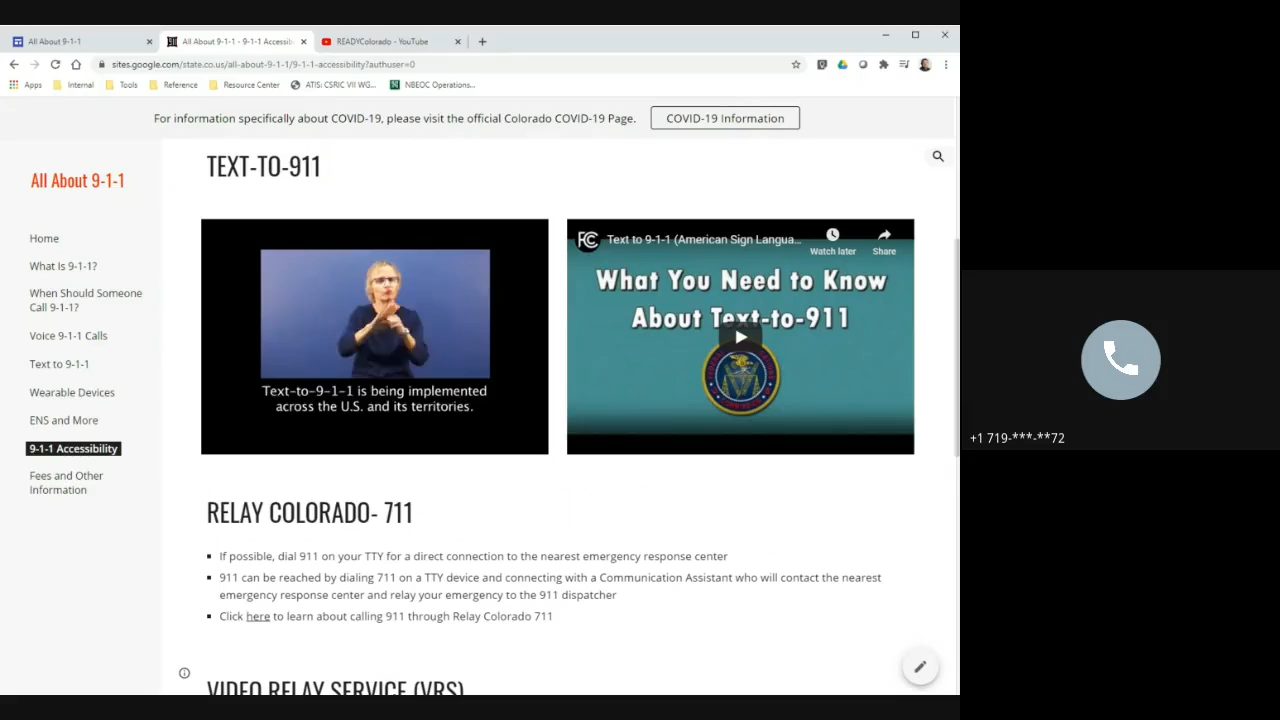 All About 9-1-1
All About 9-1-1 - 9-1-1 Accessib
READYColorado - YouTube
sites.google.com/state.co.us/all-about-9-1-1/9-1-1-accessibility?authuser=0
Apps
Internal
Tools
Reference
Resource Center
ATIS: CSRIC VII WG...
NBEOC Operations...
For information specifically about COVID-19, please visit the official Colorado COVID-19 Page.
COVID-19 Information
All About 9-1-1
Home
What Is 9-1-1?
When Should Someone
Call 9-1-1?
Voice 9-1-1 Calls
Text to 9-1-1
Wearable Devices
ENS and More
9-1-1 Accessibility
Fees and Other
Information
TEXT-TO-911
Text-to-9-1-1 is being implemented
across the U.S. and its territories.
FC
Text to 9-1-1 (American Sign Langua...
Watch later
Share
What You Need to Know
About Text-to-911
RELAY COLORADO- 711
If possible, dial 911 on your TTY for a direct connection to the nearest emergency response center
911 can be reached by dialing 711 on a TTY device and connecting with a Communication Assistant who will contact the nearest
emergency response center and relay your emergency to the 911 dispatcher
Click here to learn about calling 911 through Relay Colorado 711
VIDEO RELAY SERVICE (VRS)
+1 719-***-**72